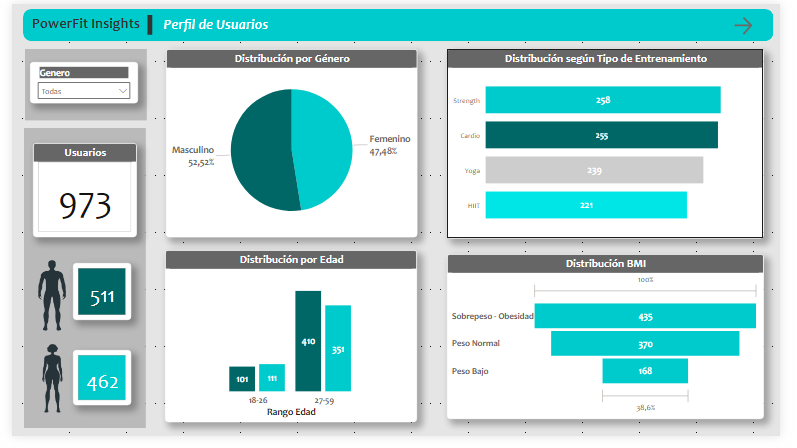 PowerFit Insights
Perfil de Usuarios
Genero
Todas
Usuarios
973
511
462
Distribución por Género
Masculino
52,52%
Femenino
47,48%
Distribución según Tipo de Entrenamiento
Strength
258
Cardio
255
Yoga
239
HIIT
221
Distribución por Edad
101
111
410
351
18-26
27-59
Rango Edad
Distribución BMI
100%
Sobrepeso - Obesidad
435
Peso Normal
370
Peso Bajo
168
38,6%